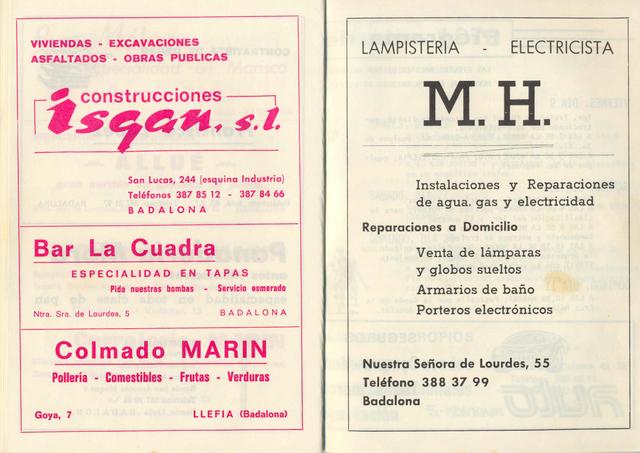 VIVIENDAS - EXCAVACIONES
ASFALTADOS - OBRAS PUBLICAS
construcciones
isgan, s.l.
San Lucas, 244 (esquina Industria)
Teléfonos 387 85 12 - 387 84 66
BADALONA
Bar La Cuadra
ESPECIALIDAD EN TAPAS
Pida nuestras bombas - Servicio esmerado
Ntra. Sra. de Lourdes, 5 BADALONA
Colmado MARIN
Pollería - Comestibles - Frutas - Verduras
Goya, 7 LLEFIA (Badalona)
LAMPISTERIA - ELECTRICISTA
M. H.
Instalaciones y Reparaciones
de agua. gas y electricidad
Reparaciones a Domicilio
Venta de lámparas
y globos sueltos
Armarios de baño
Porteros electrónicos
Nuestra Señora de Lourdes, 55
Teléfono 388 37 99
Badalona